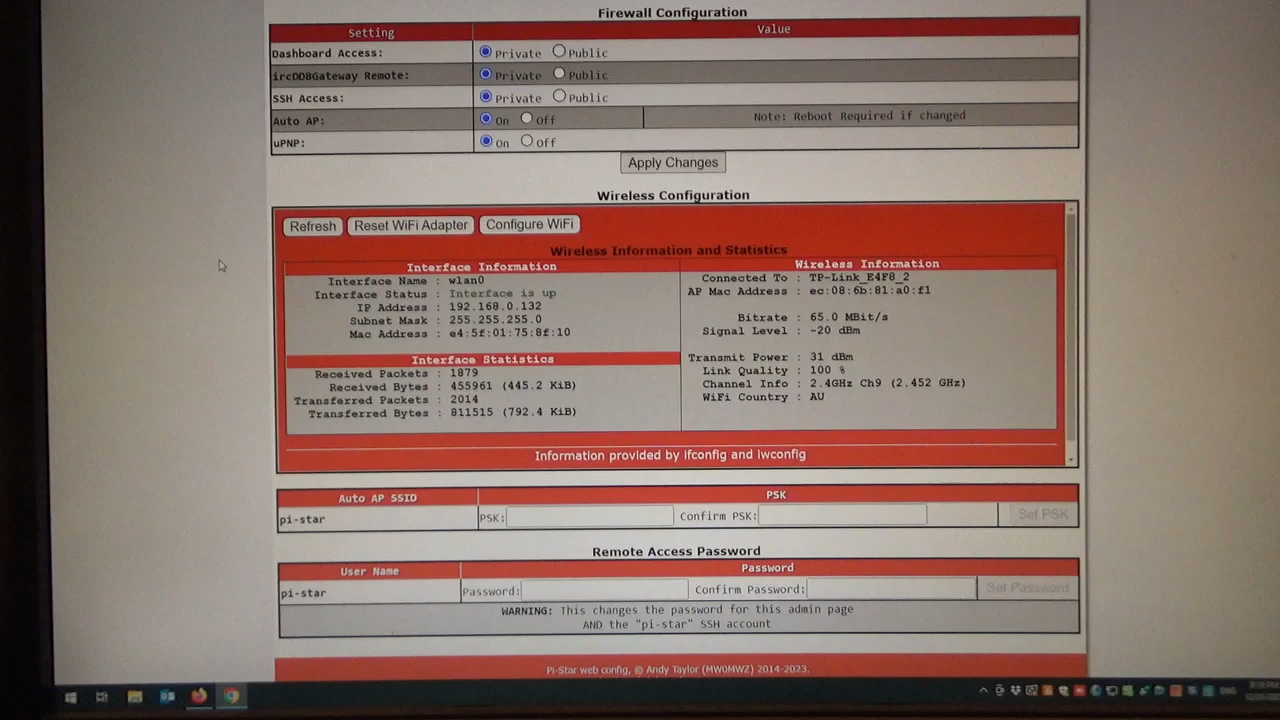 Firewall Configuration
Setting Value
Dashboard Access: Private Public
ircDDBGateway Remote: Private Public
SSH Access: Private Public
Auto AP: On Off Note: Reboot Required if changed
uPNP: On Off
Apply Changes
Wireless Configuration
Refresh Reset WiFi Adapter Configure WiFi
Wireless Information and Statistics
Interface Information
Interface Name : wlan0
Interface Status : Interface is up
IP Address : 192.168.0.132
Subnet Mask : 255.255.255.0
Mac Address : e4:5f:01:75:8f:10
Interface Statistics
Received Packets : 1879
Received Bytes : 455961 (445.2 KiB)
Transferred Packets : 2014
Transferred Bytes : 811515 (792.4 KiB)
Wireless Information
Connected To : TP-Link_E4F8_2
AP Mac Address : ec:08:6b:81:a0:f1
Bitrate : 65.0 MBit/s
Signal Level : -20 dBm
Transmit Power : 31 dBm
Link Quality : 100 %
Channel Info : 2.4GHz Ch9 (2.452 GHz)
WiFi Country : AU
Information provided by ifconfig and iwconfig
Auto AP SSID PSK
pi-star PSK: Confirm PSK: Set PSK
Remote Access Password
User Name Password
pi-star Password: Confirm Password: Set Password
WARNING: This changes the password for this admin page
AND the "pi-star" SSH account
Pi-Star web config, © Andy Taylor (MW0MWZ) 2014-2023.
ENG